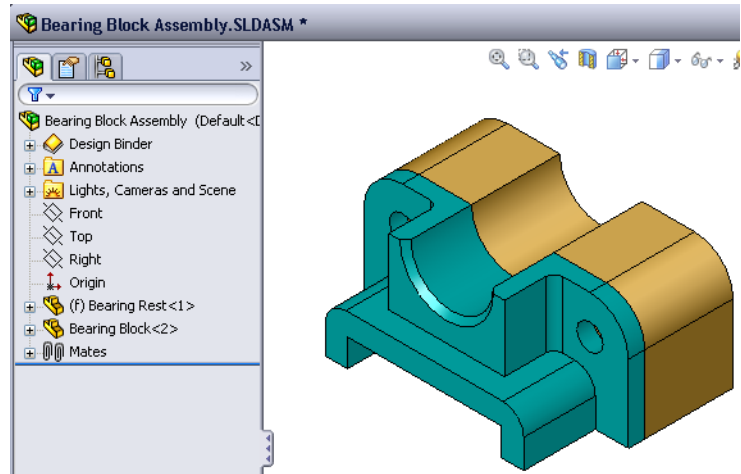 Bearing Block Assembly.SLDASM *
»
Bearing Block Assembly (Default<D
Design Binder
A Annotations
Lights, Cameras and Scene
Front
Top
Right
Origin
(f) Bearing Rest<1>
Bearing Block<2>
Mates